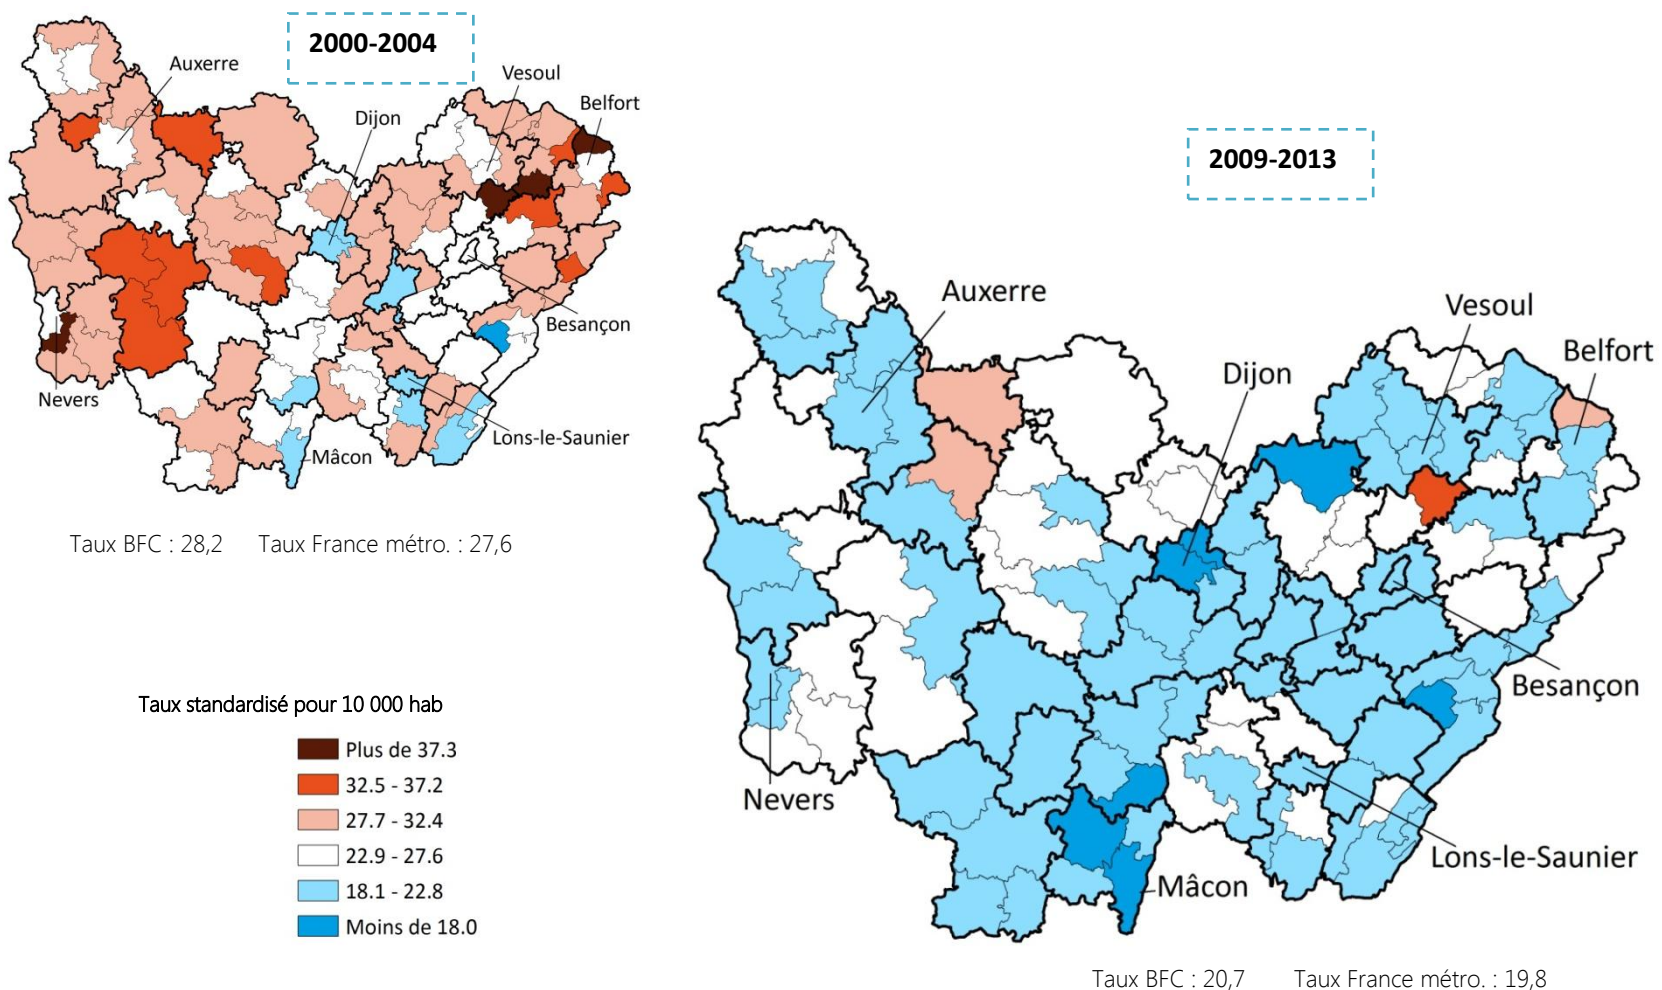 2000-2004
Auxerre
Vesoul
Belfort
Dijon
Besançon
Nevers
Lons-le-Saunier
Mâcon
Taux BFC : 28,2 Taux France métro. : 27,6
2009-2013
Auxerre
Vesoul
Belfort
Dijon
Besançon
Nevers
Lons-le-Saunier
Mâcon
Taux BFC : 20,7 Taux France métro. : 19,8
Taux standardisé pour 10 000 hab
Plus de 37.3
32.5 - 37.2
27.7 - 32.4
22.9 - 27.6
18.1 - 22.8
Moins de 18.0